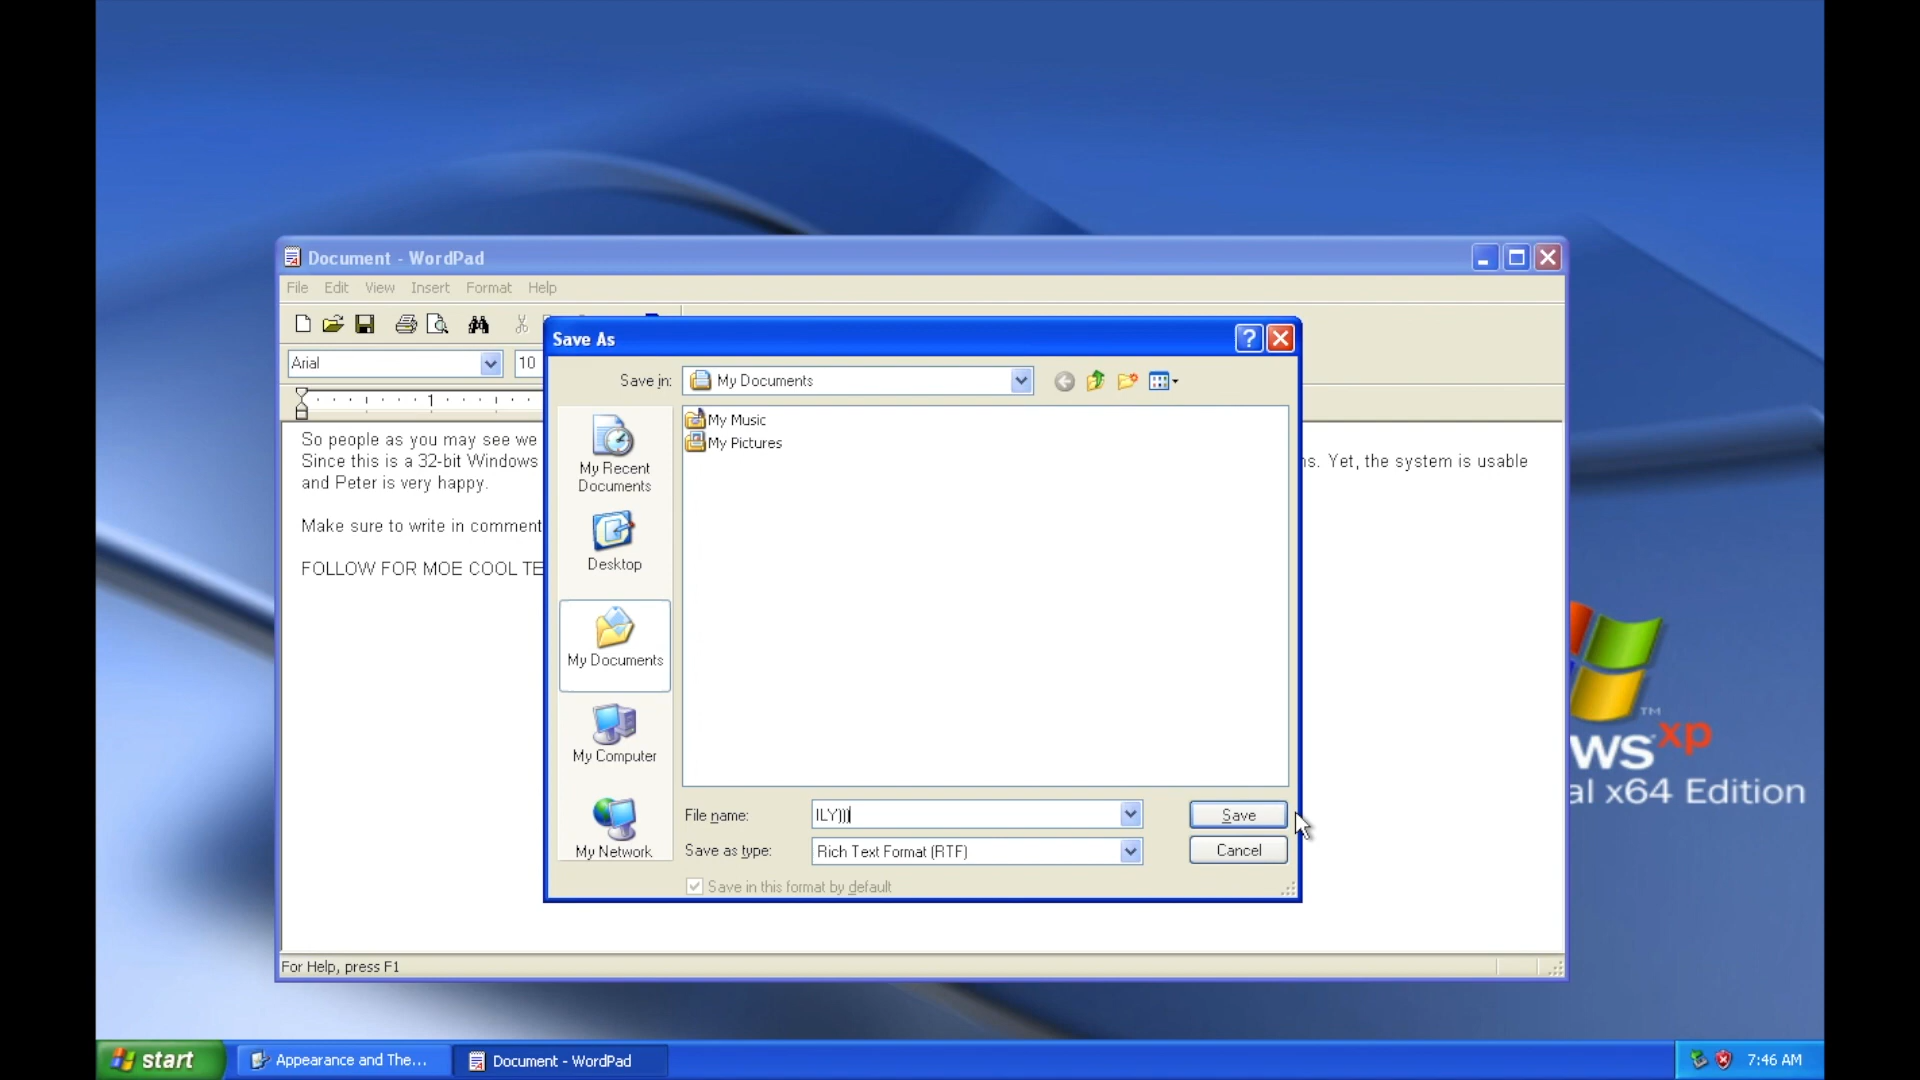 Document - WordPad
File Edit View Insert Format Help
Arial
10
1
So people as you may see we
Since this is a 32-bit Windows
ns. Yet, the system is usable
and Peter is very happy.
Make sure to write in comment
FOLLOW FOR MOE COOL TE
For Help, press F1
Save As
Save in:
My Documents
My Recent
Documents
Desktop
My Documents
My Computer
My Network
My Music
My Pictures
File name:
ILY)))
Save
Save as type:
Rich Text Format (RTF)
Cancel
Save in this format by default
ws xp
TM
al x64 Edition
start
Appearance and The...
Document - WordPad
7:46 AM